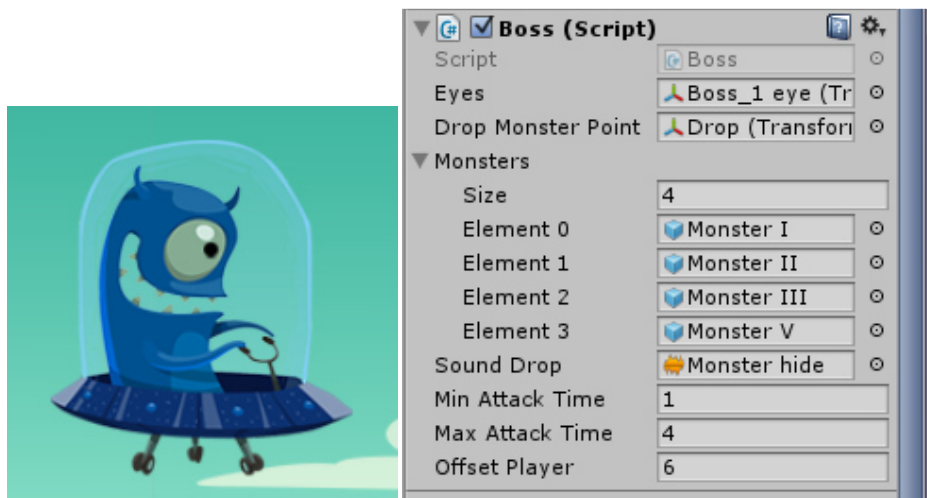 Boss (Script)
Script Boss
Eyes Boss_1 eye (Tr
Drop Monster Point Drop (Transfor
Monsters
Size 4
Element 0 Monster I
Element 1 Monster II
Element 2 Monster III
Element 3 Monster V
Sound Drop Monster hide
Min Attack Time 1
Max Attack Time 4
Offset Player 6